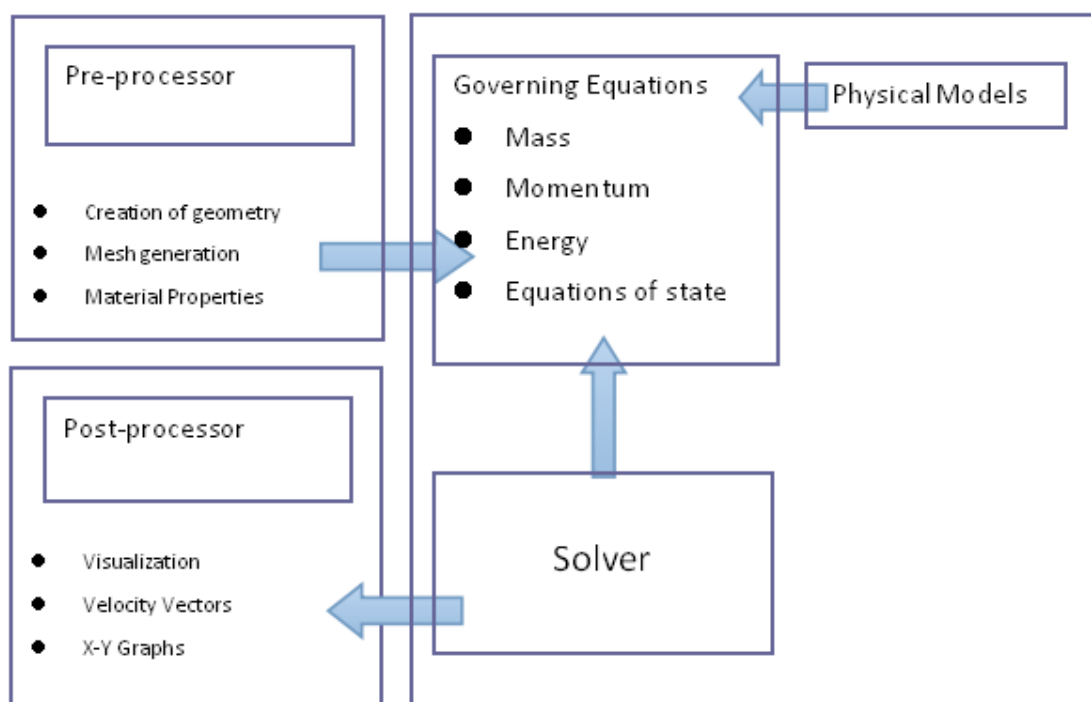 Pre-processor
Creation of geometry
Mesh generation
Material Properties
Governing Equations
Mass
Momentum
Energy
Equations of state
Physical Models
Post-processor
Visualization
Velocity Vectors
X-Y Graphs
Solver